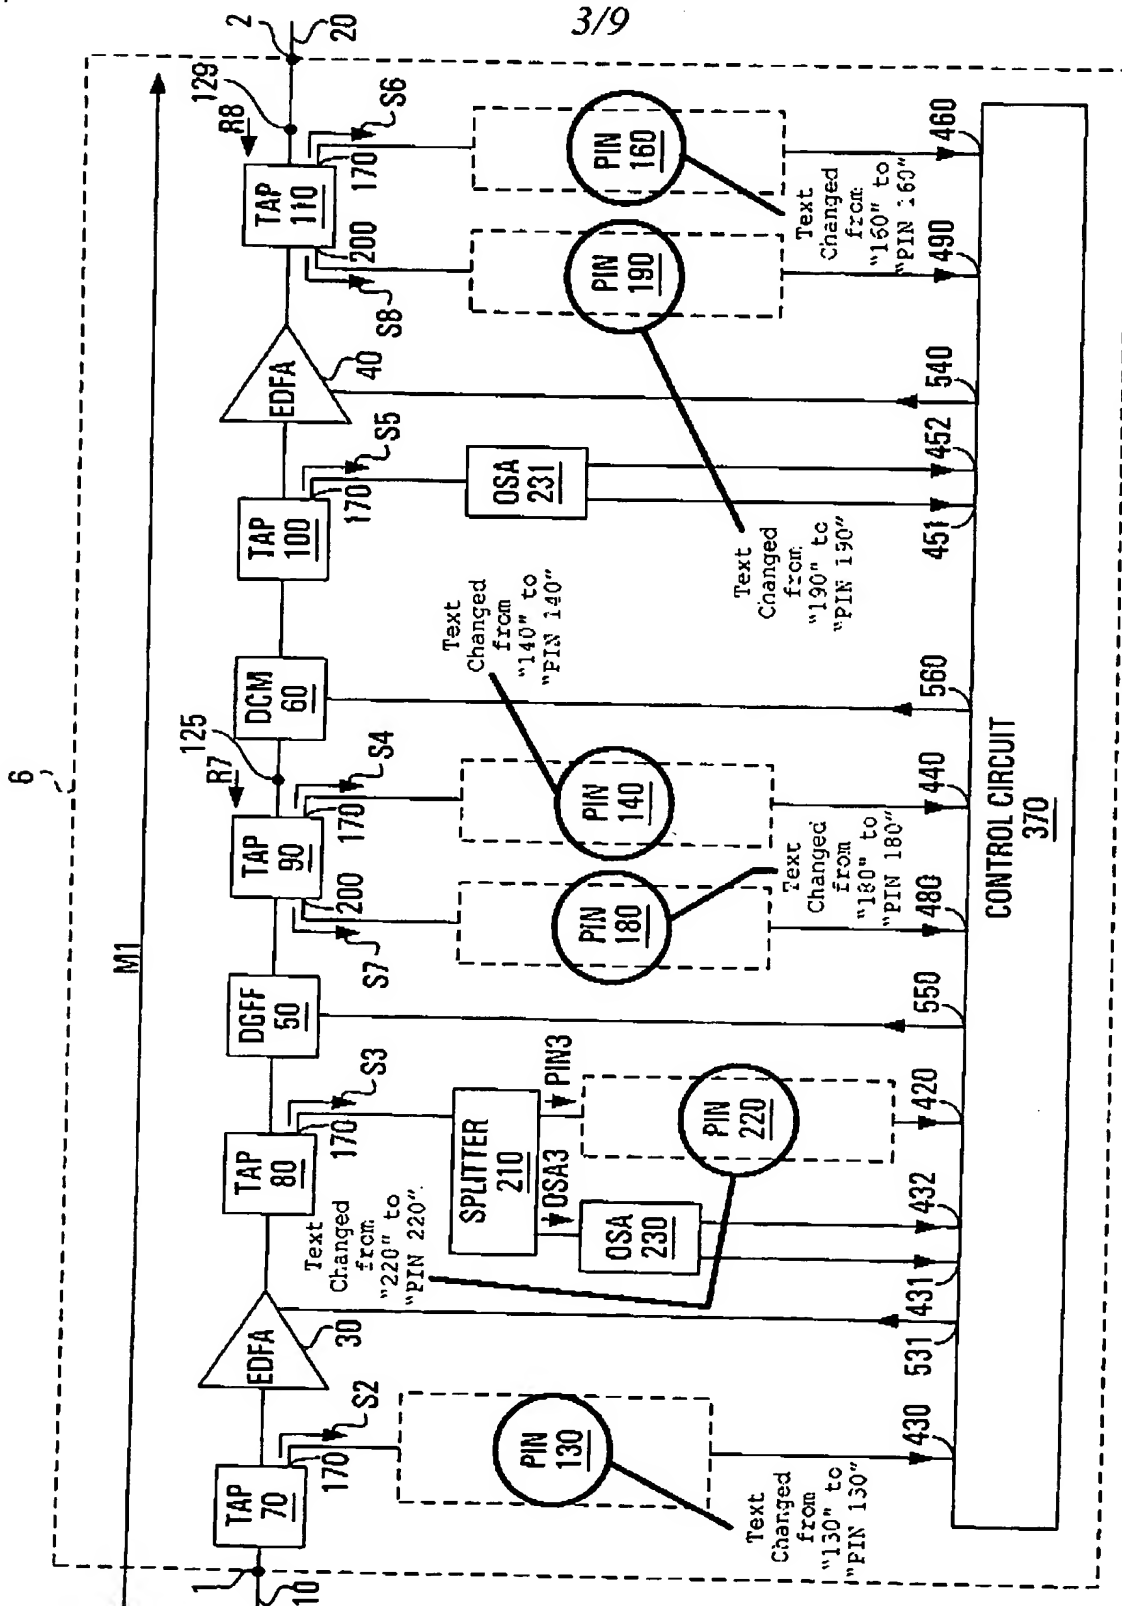 3/9
6
M1
1
10
TAP
70
170
S2
EDFA
30
TAP
80
170
S3
DGFF
50
TAP
90
200
S7
170
S4
R7
125
DCM
60
TAP
100
170
S5
EDFA
40
TAP
110
200
S8
170
S6
R8
129
2
20
PIN
130
Text
Changed
from
"130" to
"PIN 130"
Text
Changed
from
"220" to
"PIN 220".
SPLITTER
210
OSA3
PIN3
OSA
230
PIN
220
PIN
180
Text
Changed
from
"180" to
"PIN 180"
PIN
140
Text
Changed
from
"140" to
"PIN 140"
OSA
231
PIN
190
Text
Changed
from
"190" to
"PIN 190"
PIN
160
Text
Changed
from
"160" to
"PIN 160"
430
531
431
432
420
550
480
440
560
451
452
540
490
460
CONTROL CIRCUIT
370